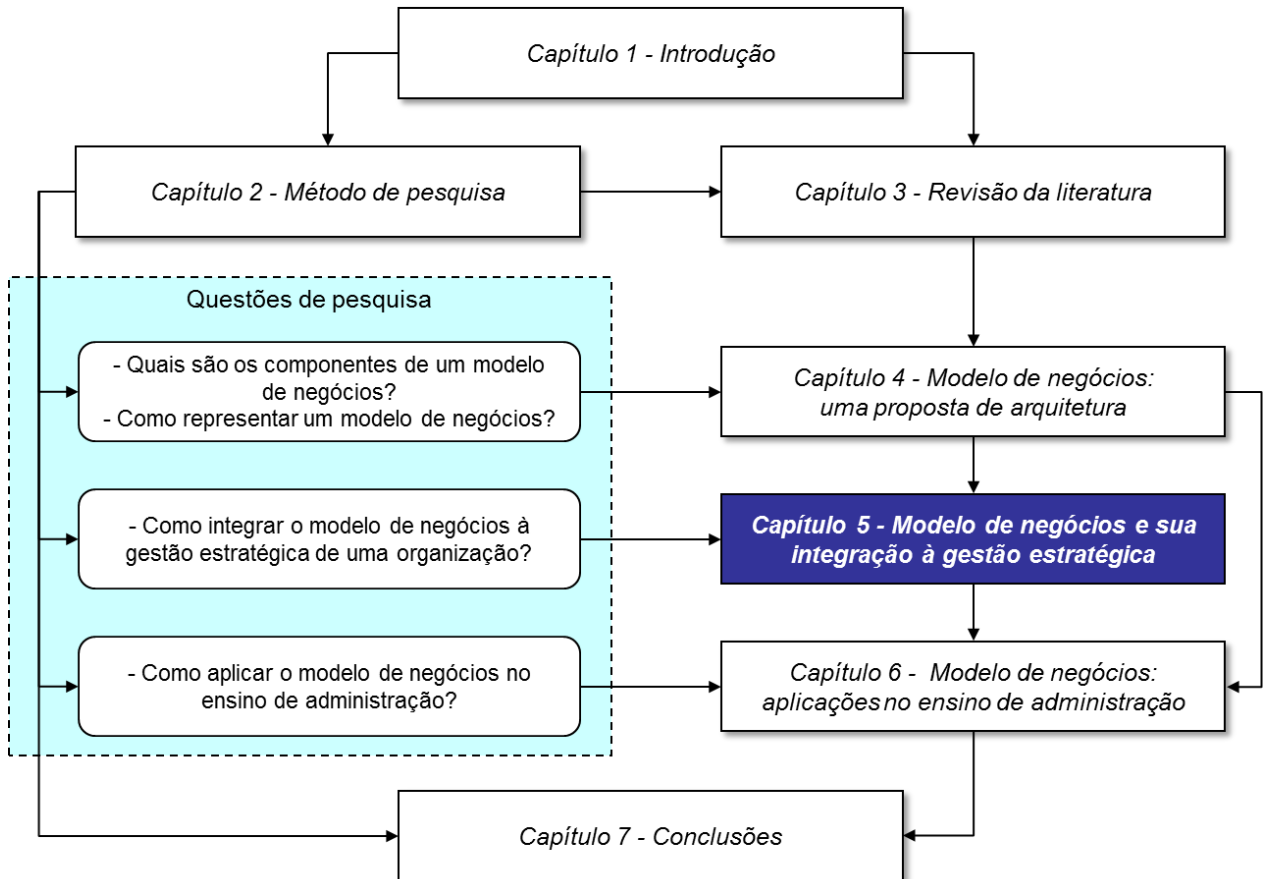 Capítulo 1 - Introdução
Capítulo 2 - Método de pesquisa
Capítulo 3 - Revisão da literatura
Questões de pesquisa
- Quais são os componentes de um modelo
de negócios?
- Como representar um modelo de negócios?
Capítulo 4 - Modelo de negócios:
uma proposta de arquitetura
- Como integrar o modelo de negócios à
gestão estratégica de uma organização?
Capítulo 5 - Modelo de negócios e sua
integração à gestão estratégica
- Como aplicar o modelo de negócios no
ensino de administração?
Capítulo 6 - Modelo de negócios:
aplicações no ensino de administração
Capítulo 7 - Conclusões